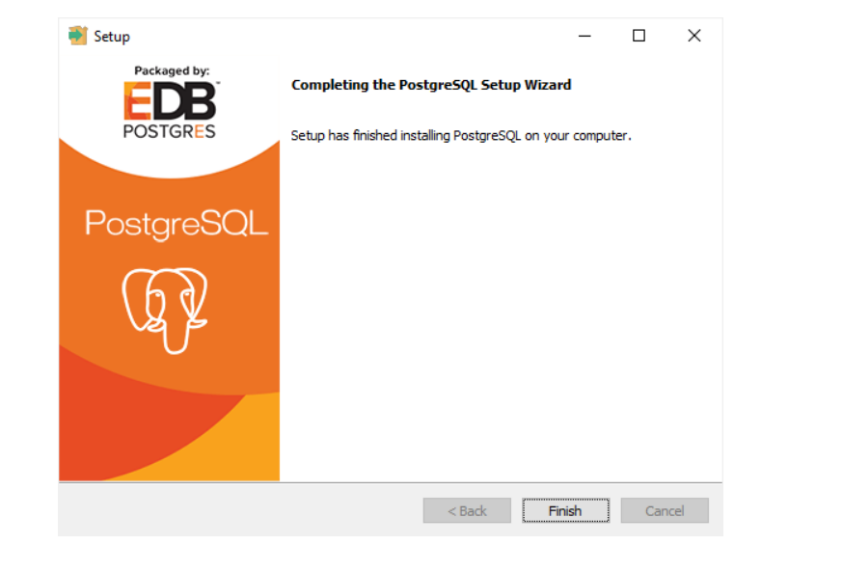 Setup
Packaged by:
EDB
POSTGRES
Completing the PostgreSQL Setup Wizard
Setup has finished installing PostgreSQL on your computer.
PostgreSQL
< Back
Finish
Cancel